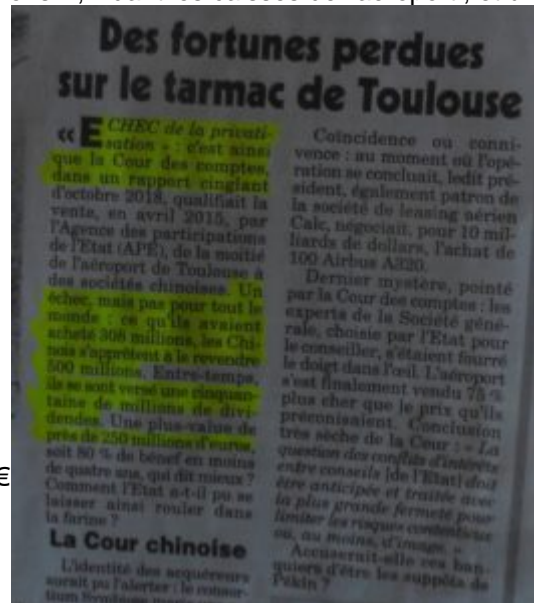 Des fortunes perdues
sur le tarmac de Toulouse
« ECHEC de la privati-
sation » : c'est ainsi
que la Cour des comptes,
dans un rapport cinglant
d'octobre 2018, qualifiait la
vente, en avril 2015, par
l'Agence des participations
de l'Etat (APE), de la moitié
de l'aéroport de Toulouse à
des sociétés chinoises. Un
échec, mais pas pour tout le
monde : ce qu'ils avaient
acheté 308 millions, les Chi-
nois s'apprêtent à le revendre
500 millions. Entre-temps,
ils se sont versé une cinquan-
taine de millions de divi-
dendes. Une plus-value de
près de 250 millions d'euros,
soit 80 % de bénef en moins
de quatre ans, qui dit mieux ?
Comment l'Etat a-t-il pu se
laisser ainsi rouler dans
la farine ?
La Cour chinoise
L'identité des acquéreurs
aurait pu l'alerter : le consor-
tium
Coïncidence ou conni-
vence : au moment où l'opé-
ration se concluait, ledit pré-
sident, également patron de
la société de leasing aérien
Calc, négociait, pour 10 mil-
liards de dollars, l'achat de
100 Airbus A320.
Dernier mystère, pointé
par la Cour des comptes : les
experts de la Société géné-
rale, choisie par l'Etat pour
le conseiller, s'étaient fourré
le doigt dans l'œil. L'aéroport
s'est finalement vendu 75 %
plus cher que le prix qu'ils
préconisaient. Conclusion
très sèche de la Cour : « La
question des conflits d'intérêts
entre conseils [de l'Etat] doit
être anticipée et traitée avec
la plus grande fermeté pour
limiter les risques contentieux
ou, au moins, d'image. »
Accuserait-elle ces ban-
quiers d'être les suppôts de
Pékin ?
€